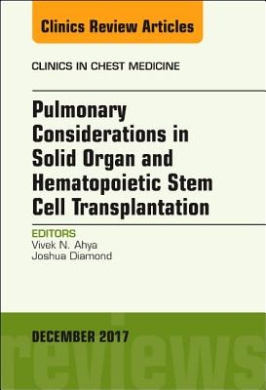 Clinics Review Articles
CLINICS IN CHEST MEDICINE
Pulmonary
Considerations in
Solid Organ and
Hematopoietic Stem
Cell Transplantation
EDITORS
Vivek N. Ahya
Joshua Diamond
DECEMBER 2017
reviews